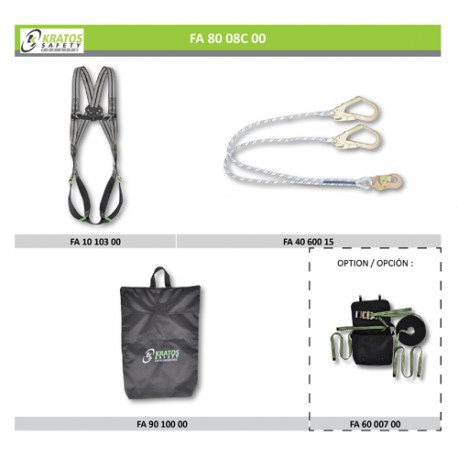 KRATOS
SAFETY
FA 80 08C 00
FA 10 103 00
FA 40 600 15
OPTION / OPCIÓN :
KRATOS
SAFETY
FA 90 100 00
FA 60 007 00